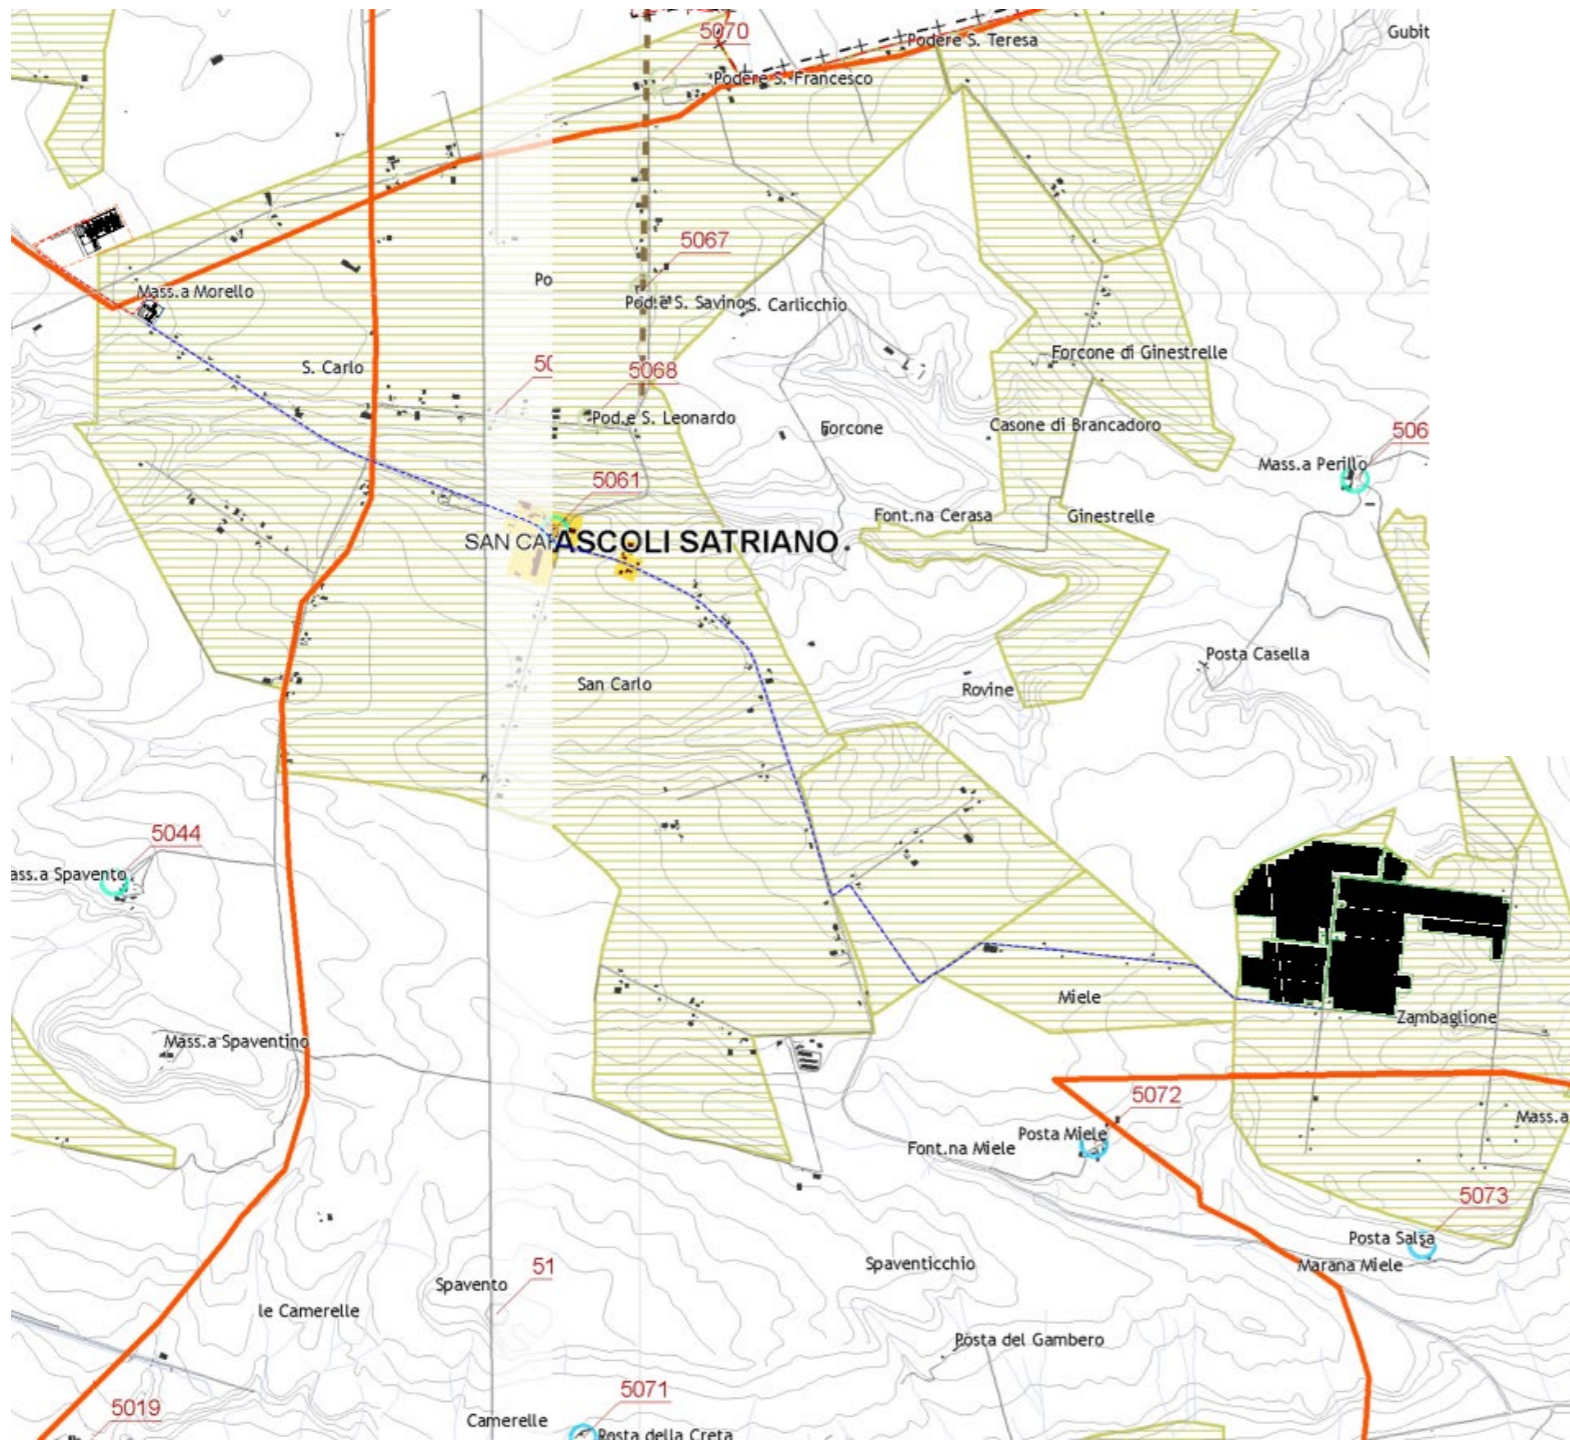 5070
Podere S. Teresa
Gubit
Podere S. Francesco
5067
Po
Mass.a Morello
Pod.e S. Savino
S. Carlicchio
Forcone di Ginestrelle
S. Carlo
50
5068
Pod.e S. Leonardo
Forcone
Casone di Brancadoro
506
Mass.a Perillo
5061
Font.na Cerasa
Ginestrelle
SAN CA
ASCOLI SATRIANO
Posta Casella
San Carlo
Rovine
5044
ass.a Spavento
Miele
Zambaglione
Mass.a Spaventino
5072
Mass.a
Posta Miele
Font.na Miele
5073
Posta Salsa
Marana Miele
Spaventicchio
51
Spavento
le Camerelle
Posta del Gambero
5071
5019
Camerelle
Posta della Creta